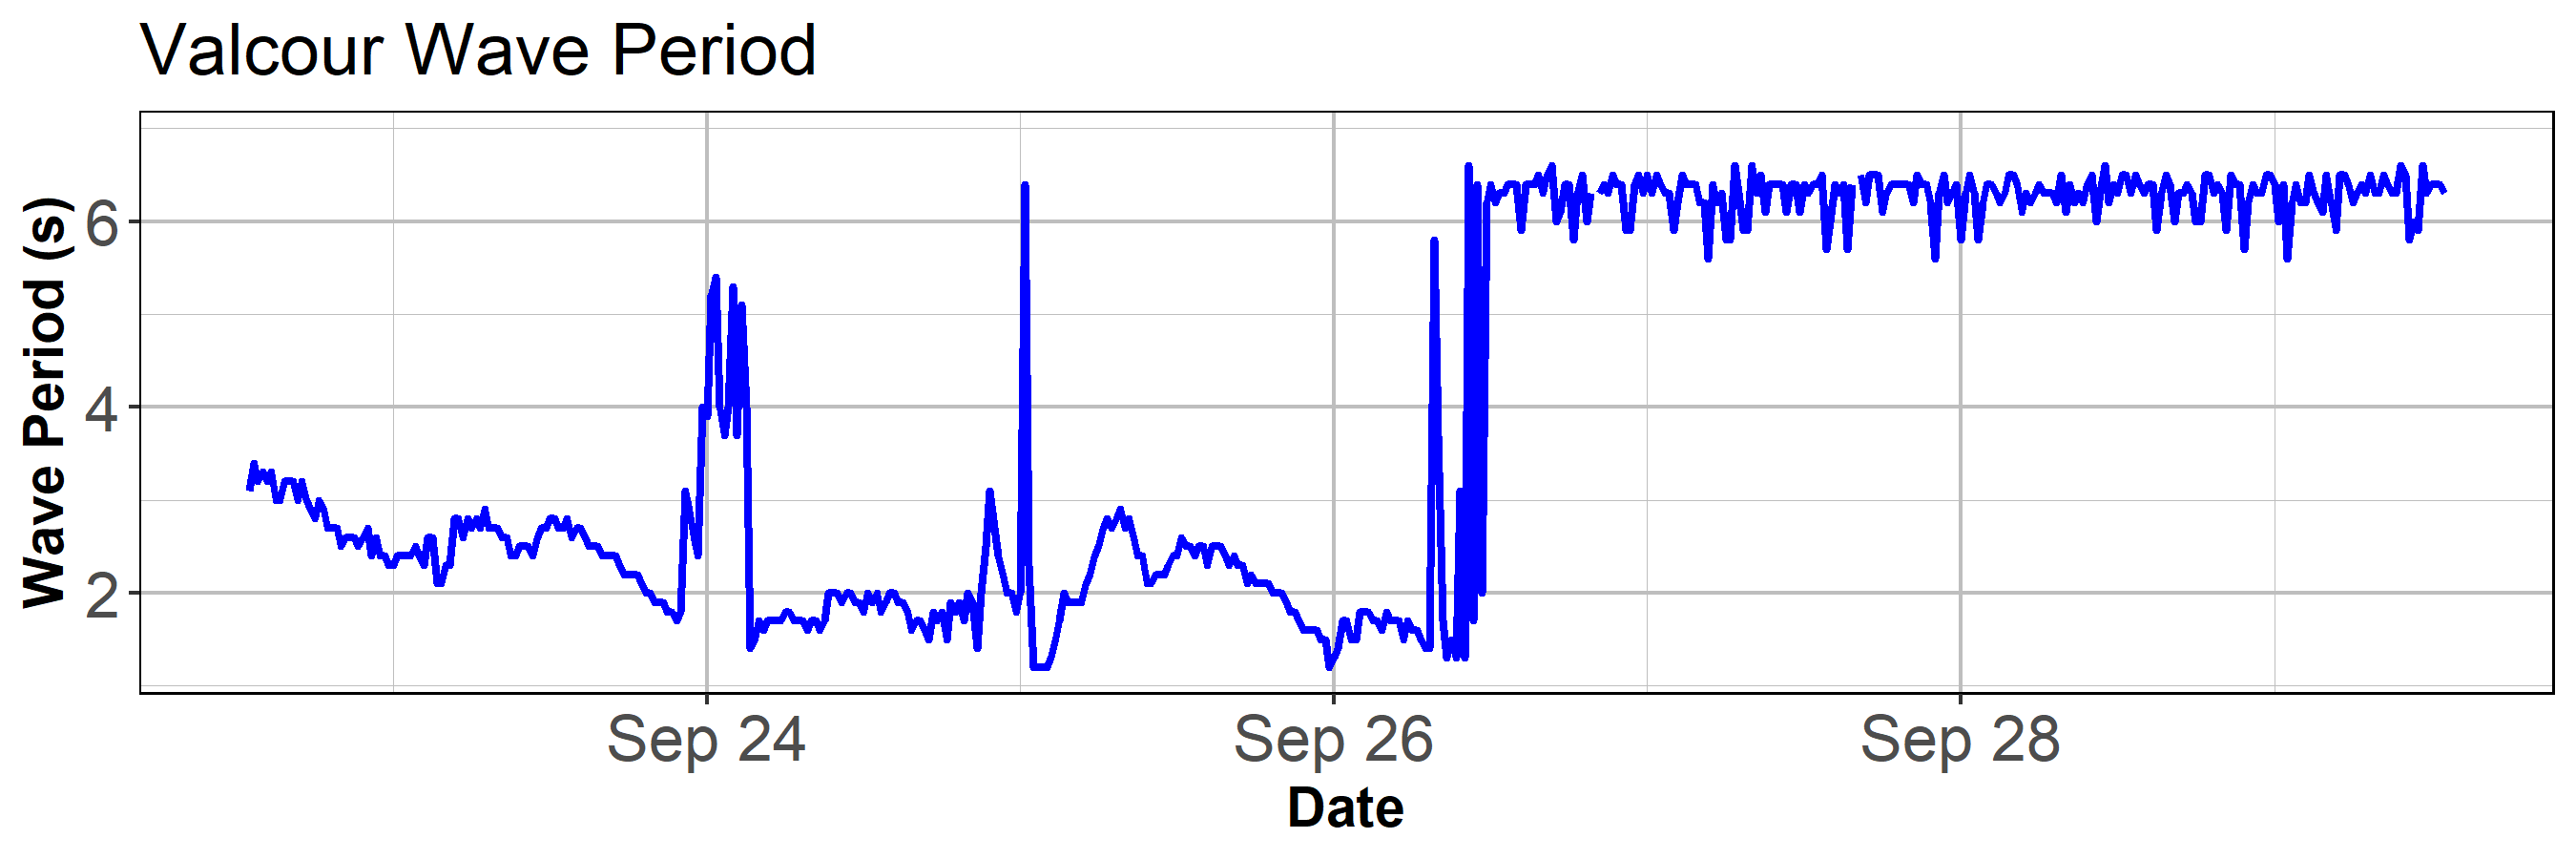 Valcour Wave Period
Wave Period (s)
6
4
2
Sep 24
Sep 26
Sep 28
Date